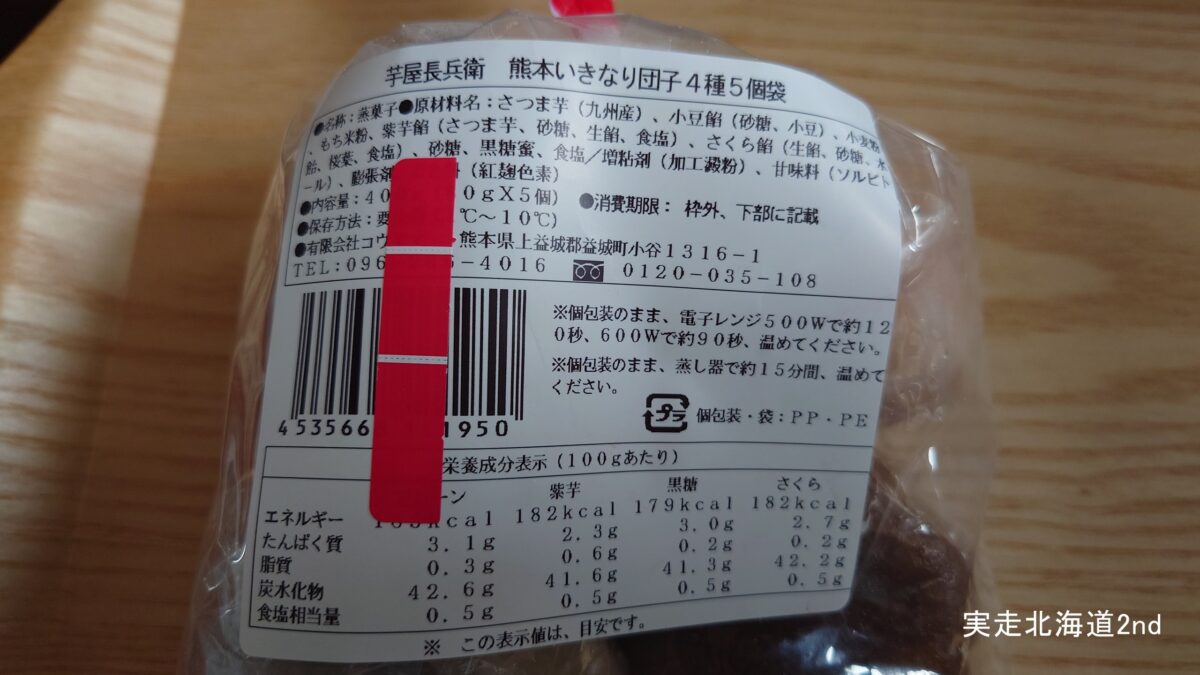 芋屋長兵衛 熊本いきなり団子4種5個袋
●名称:蒸菓子●原材料名:さつま芋(九州産)、小豆餡(砂糖、小豆)、小麦粉
、もち米粉、紫芋餡(さつま芋、砂糖、生餡、食塩)、さくら餡(生餡、砂糖、水
飴、桜葉、食塩)、砂糖、黒糖蜜、食塩/増粘剤(加工澱粉)、甘味料(ソルビト
ール)、膨張剤 (紅麹色素)
●内容量:40 0gX5個) ●消費期限: 枠外、下部に記載
●保存方法:要 ℃~10℃)
●有限会社コウ ・熊本県上益城郡益城町小谷1316-1
TEL:096 -4016 0120-035-108
※個包装のまま、電子レンジ500Wで約12
0秒、600Wで約90秒、温めてください。
※個包装のまま、蒸し器で約15分間、温めて
ください。
プラ 個包装・袋:PP・PE
4 53566 1950
栄養成分表示(100gあたり)
ーン 紫芋 黒糖 さくら
エネルギー kcal 182kcal 179kcal 182kcal
たんぱく質 3.1g 2.3g 3.0g 2.7g
脂質 0.3g 0.6g 0.2g 0.2g
炭水化物 42.6g 41.6g 41.3g 42.2g
食塩相当量 0.5g 0.5g 0.5g 0.5g
※ この表示値は、目安です。
実走北海道2nd